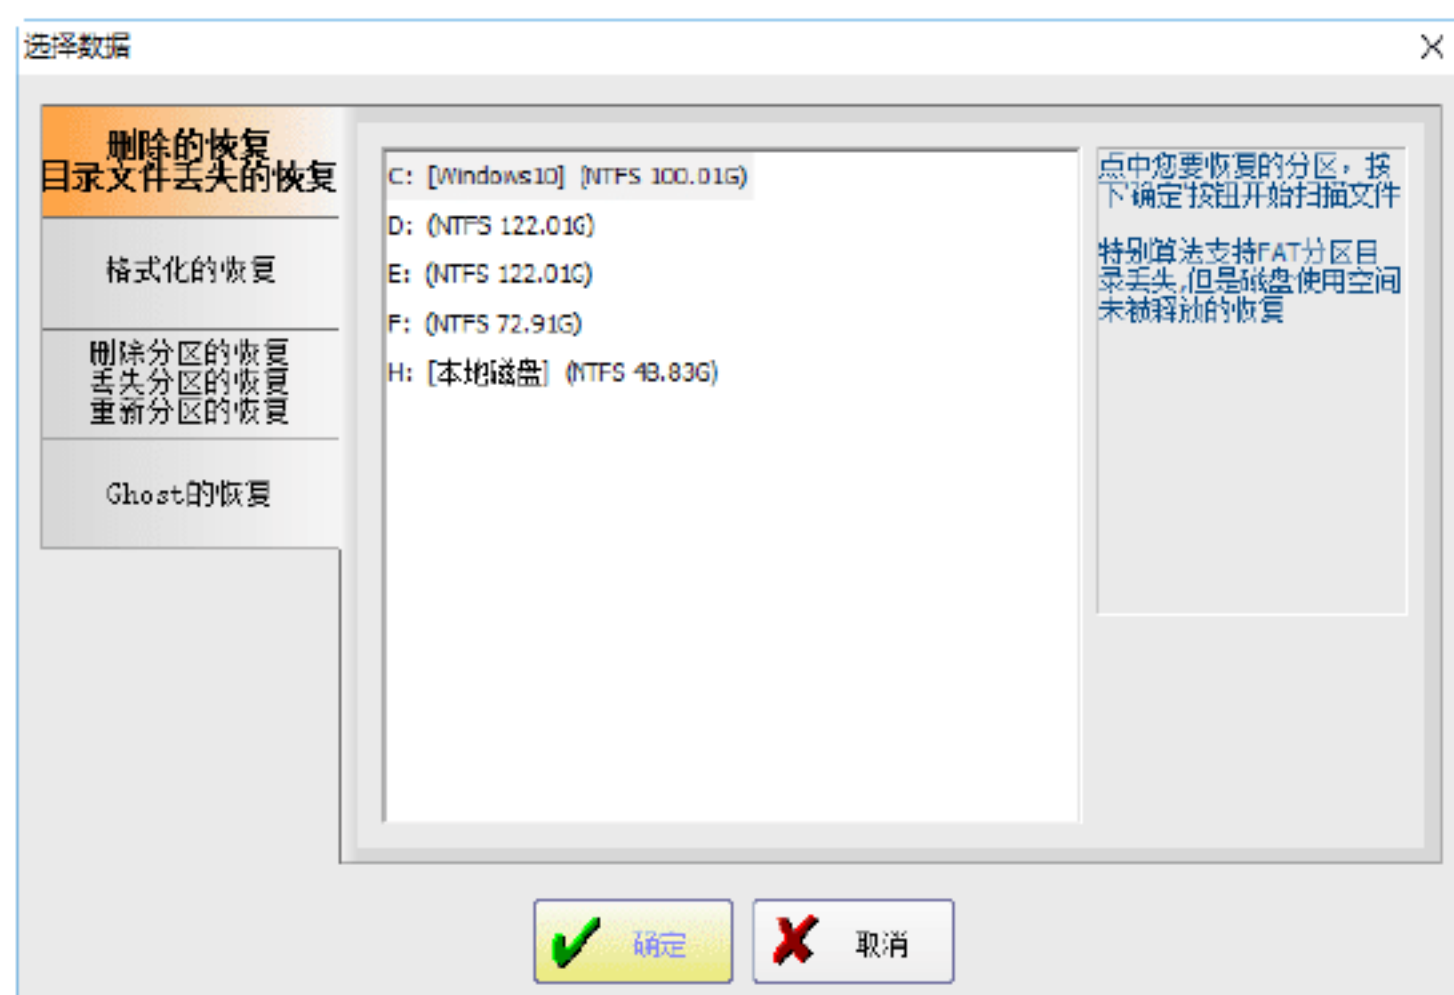 选择数据
删除的恢复
目录文件丢失的恢复
格式化的恢复
删除分区的恢复
丢失分区的恢复
重新分区的恢复
Ghost的恢复
C: [Windows10] (NTFS 100.01G)
D: (NTFS 122.01G)
E: (NTFS 122.01G)
F: (NTFS 72.91G)
H: [本地磁盘] (NTFS 48.83G)
点中您要恢复的分区，按
下'确定'按钮开始扫描文件
特别算法支持FAT分区目
录丢失,但是磁盘使用空间
未被释放的恢复
确定
取消